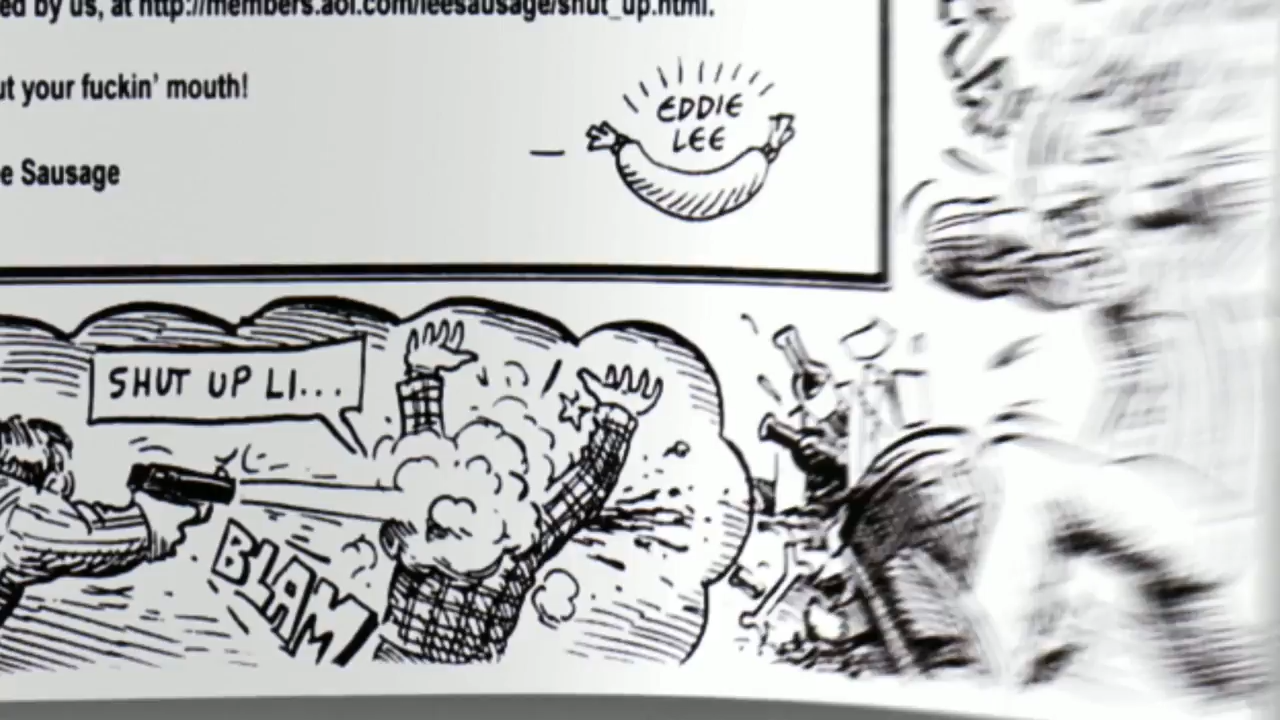 ed by us, at http://members.aol.com/leesausage/shut_up.html.
ut your fuckin' mouth!
EDDIE
LEE
e Sausage
SHUT UP LI...
BLAM